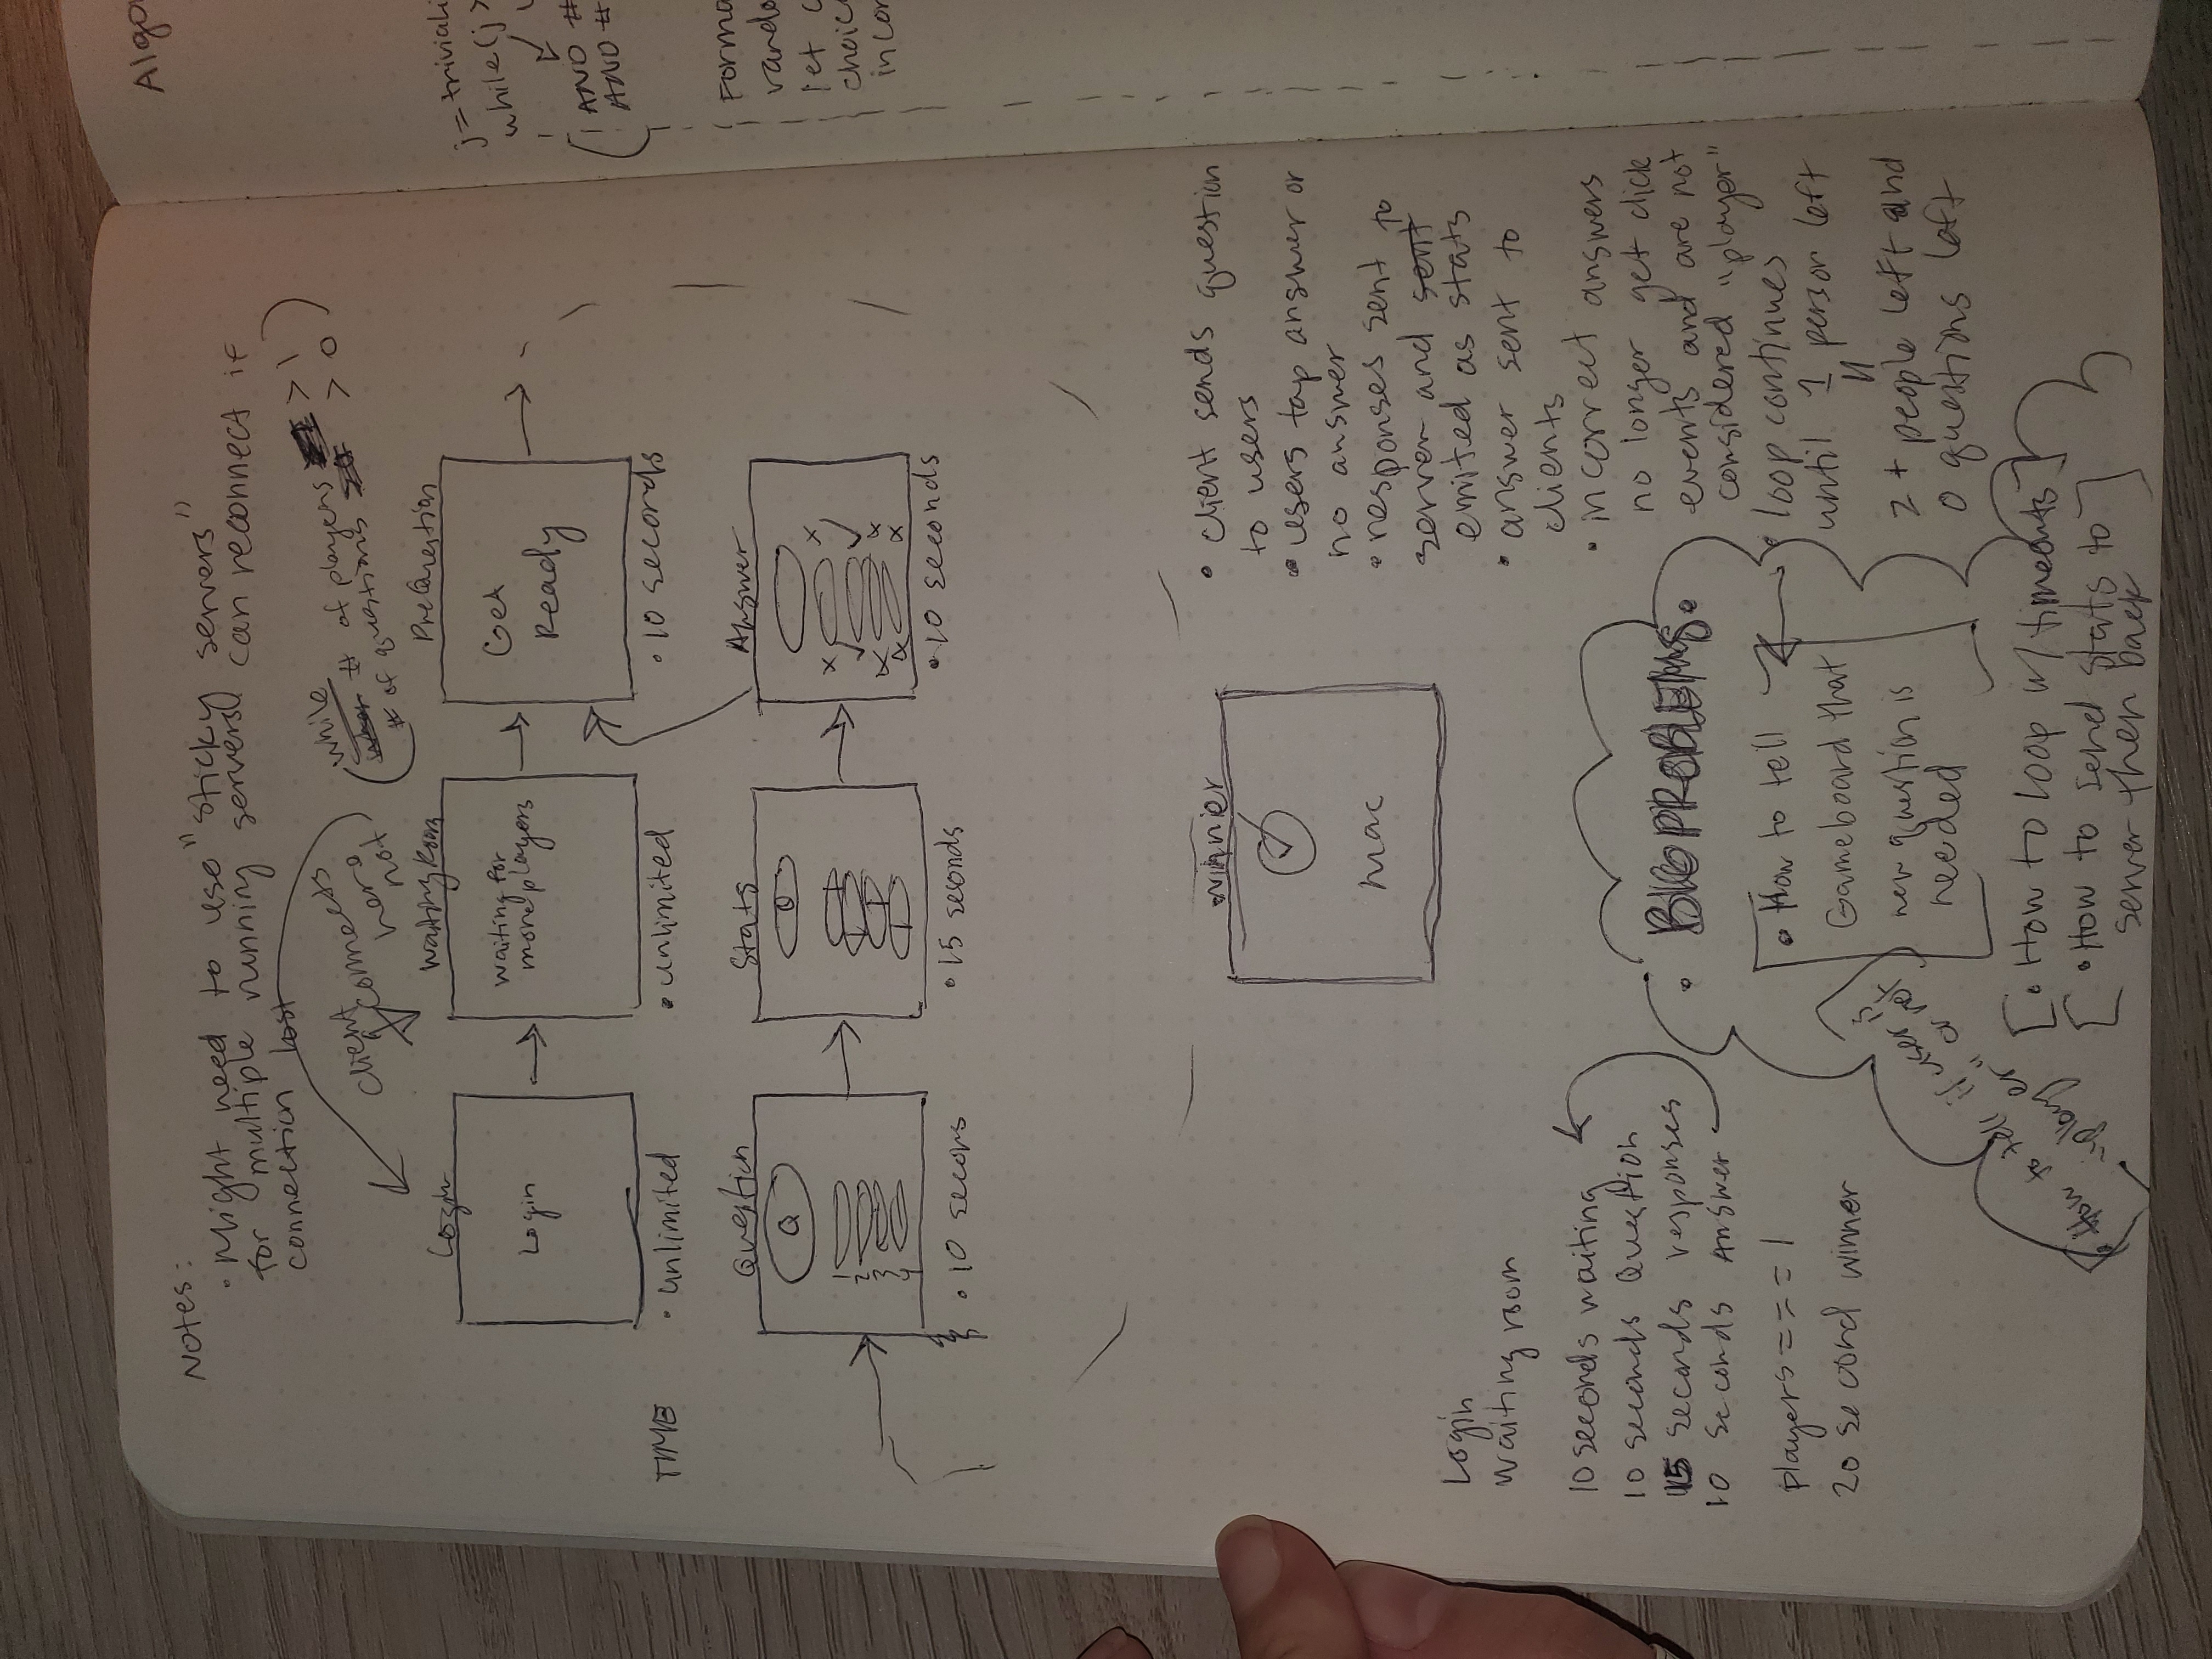 Notes:
• Might need to use "sticky servers"
for multiple running servers. can reconnect if
connection lost
client connects
here
not
while
# of players > 1
# of questions > 0
Login
Waiting Room
PreQuestion
Login
Waiting for
more players
Get
Ready
TIME
• unlimited
• unlimited
• 10 seconds
Question
Stats
Answer
Q
Q
1
2
3
4
• 10 secons
• 15 seconds
• 10 seconds
winner
mac
• client sends question
to users
• users tap answer or
no answer
• responses sent to
server and sent
emitted as stats
• answer sent to
clients
• incorrect answers
no longer get click
events and are not
considered "player"
• loop continues
until 1 person left
2+ people left and
0 questions left
Login
waiting room
10 seconds waiting
10 seconds Question
15 seconds responses
10 seconds Answer
players === 1
20 second winner
• BIG PROBLEMS •
• How to tell
Gameboard that
new question is
needed
• How to tell if user is
"player" or not
[• How to loop w/ timeouts]
[• How to send stats to
server then back]
j = triviali
while(j >
AND #
AND #